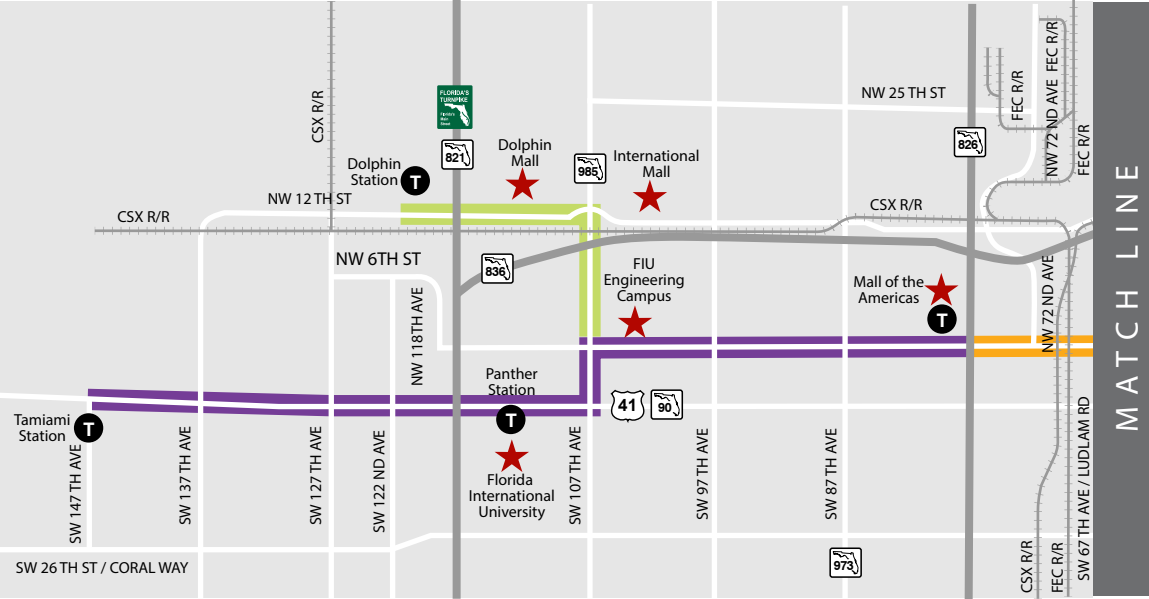 CSX R/R
FLORIDA'S
TURNPIKE
Florida's
Main
Street
821
Dolphin
Station
T
Dolphin
Mall
985
International
Mall
NW 25 TH ST
826
FEC R/R
NW 72 ND AVE
FEC R/R
FEC R/R
MATCH LINE
NW 12 TH ST
CSX R/R
CSX R/R
NW 6TH ST
836
FIU
Engineering
Campus
Mall of the
Americas
T
NW 72 ND AVE
NW 118TH AVE
Panther
Station
T
41
90
Tamiami
Station
T
Florida
International
University
SW 147 TH AVE
SW 137 TH AVE
SW 127 TH AVE
SW 122 ND AVE
SW 107 TH AVE
SW 97 TH AVE
SW 87 TH AVE
973
CSX R/R
FEC R/R
SW 67 TH AVE / LUDLAM RD
SW 26 TH ST / CORAL WAY